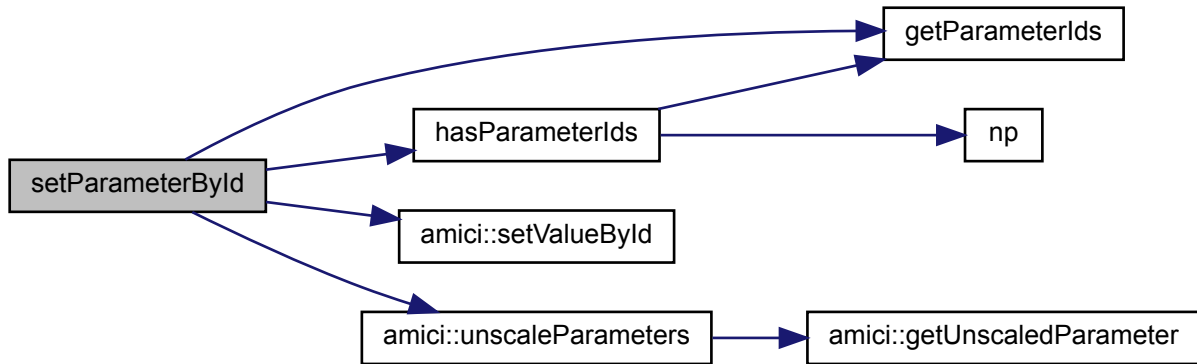 getParameterIds
hasParameterIds
np
setParameterById
amici::setValueById
amici::unscaleParameters
amici::getUnscaledParameter